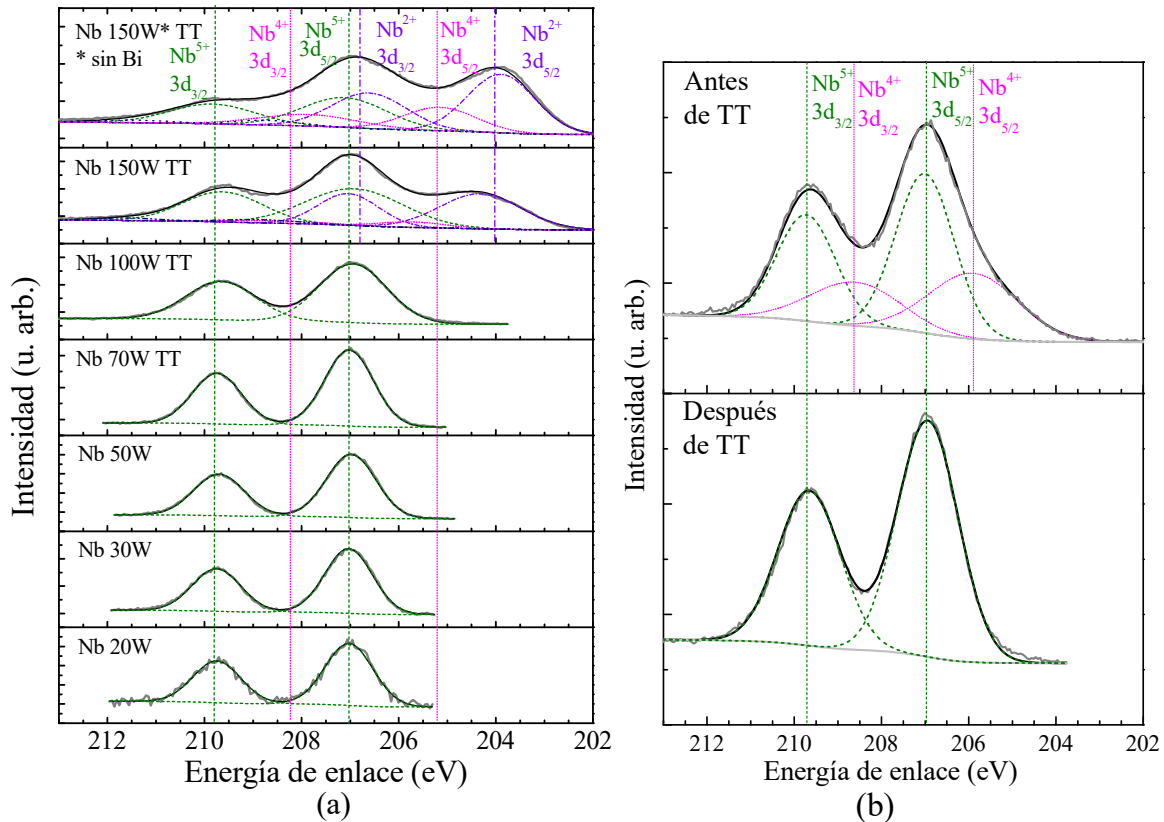 Nb 150W* TT
* sin Bi
Nb⁵⁺
3d₃/₂
Nb⁴⁺
3d₃/₂
Nb⁵⁺
3d₅/₂
Nb²⁺
3d₃/₂
Nb⁴⁺
3d₅/₂
Nb²⁺
3d₅/₂
Nb 150W TT
Nb 100W TT
Nb 70W TT
Nb 50W
Nb 30W
Nb 20W
Intensidad (u. arb.)
212 210 208 206 204 202
Energía de enlace (eV)
(a)
Antes
de TT
Nb⁵⁺
3d₃/₂
Nb⁴⁺
3d₃/₂
Nb⁵⁺
3d₅/₂
Nb⁴⁺
3d₅/₂
Después
de TT
Intensidad (u. arb.)
212 210 208 206 204 202
Energía de enlace (eV)
(b)